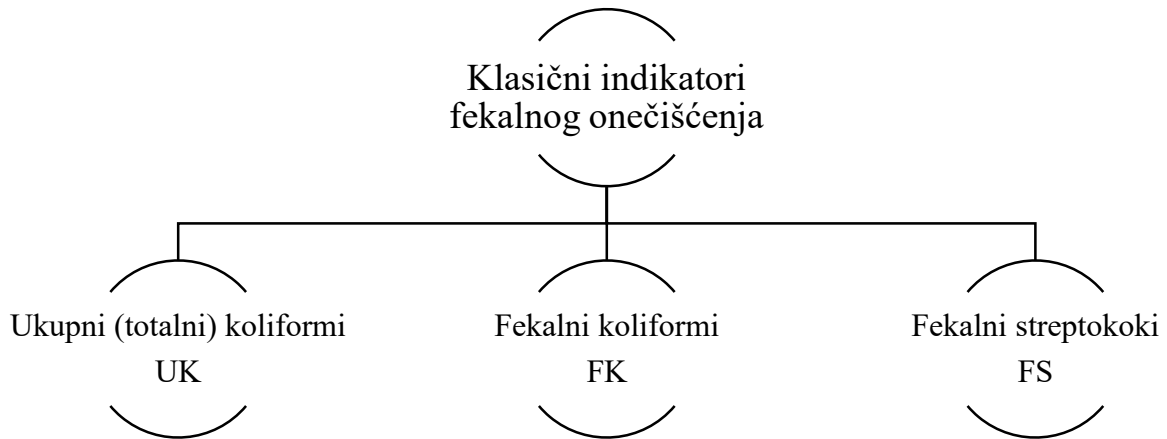 Klasični indikatori
fekalnog onečišćenja
Ukupni (totalni) koliformi
UK
Fekalni koliformi
FK
Fekalni streptokoki
FS